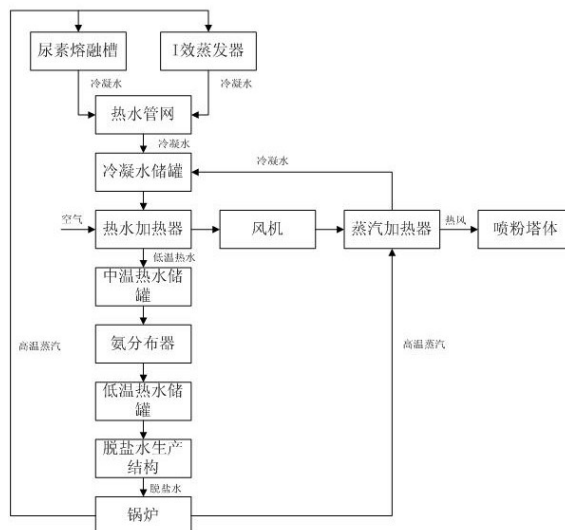 尿素熔融槽
I效蒸发器
冷凝水
冷凝水
热水管网
冷凝水
冷凝水储罐
冷凝水
空气
热水加热器
风机
蒸汽加热器
热风
喷粉塔体
低温热水
中温热水储
罐
氨分布器
高温蒸汽
高温蒸汽
低温热水储
罐
脱盐水生产
结构
脱盐水
锅炉